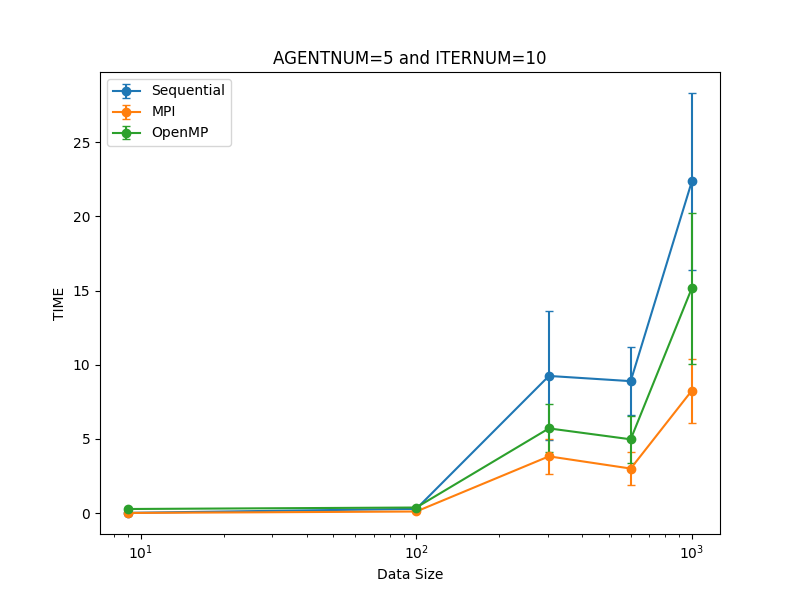 AGENTNUM=5 and ITERNUM=10
Sequential
MPI
OpenMP
TIME
25
20
15
10
5
0
10¹
10²
10³
Data Size